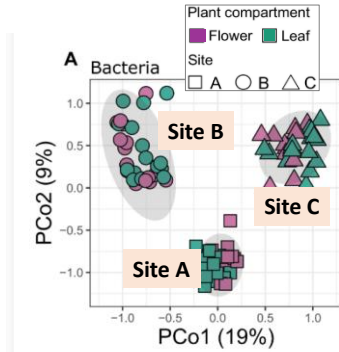 Plant compartment
Flower Leaf
Site
A B C
A Bacteria
1.0
0.5
0.0
−0.5
−1.0
PCo2 (9%)
Site B
Site C
Site A
−1.0 −0.5 0.0 0.5 1.0
PCo1 (19%)